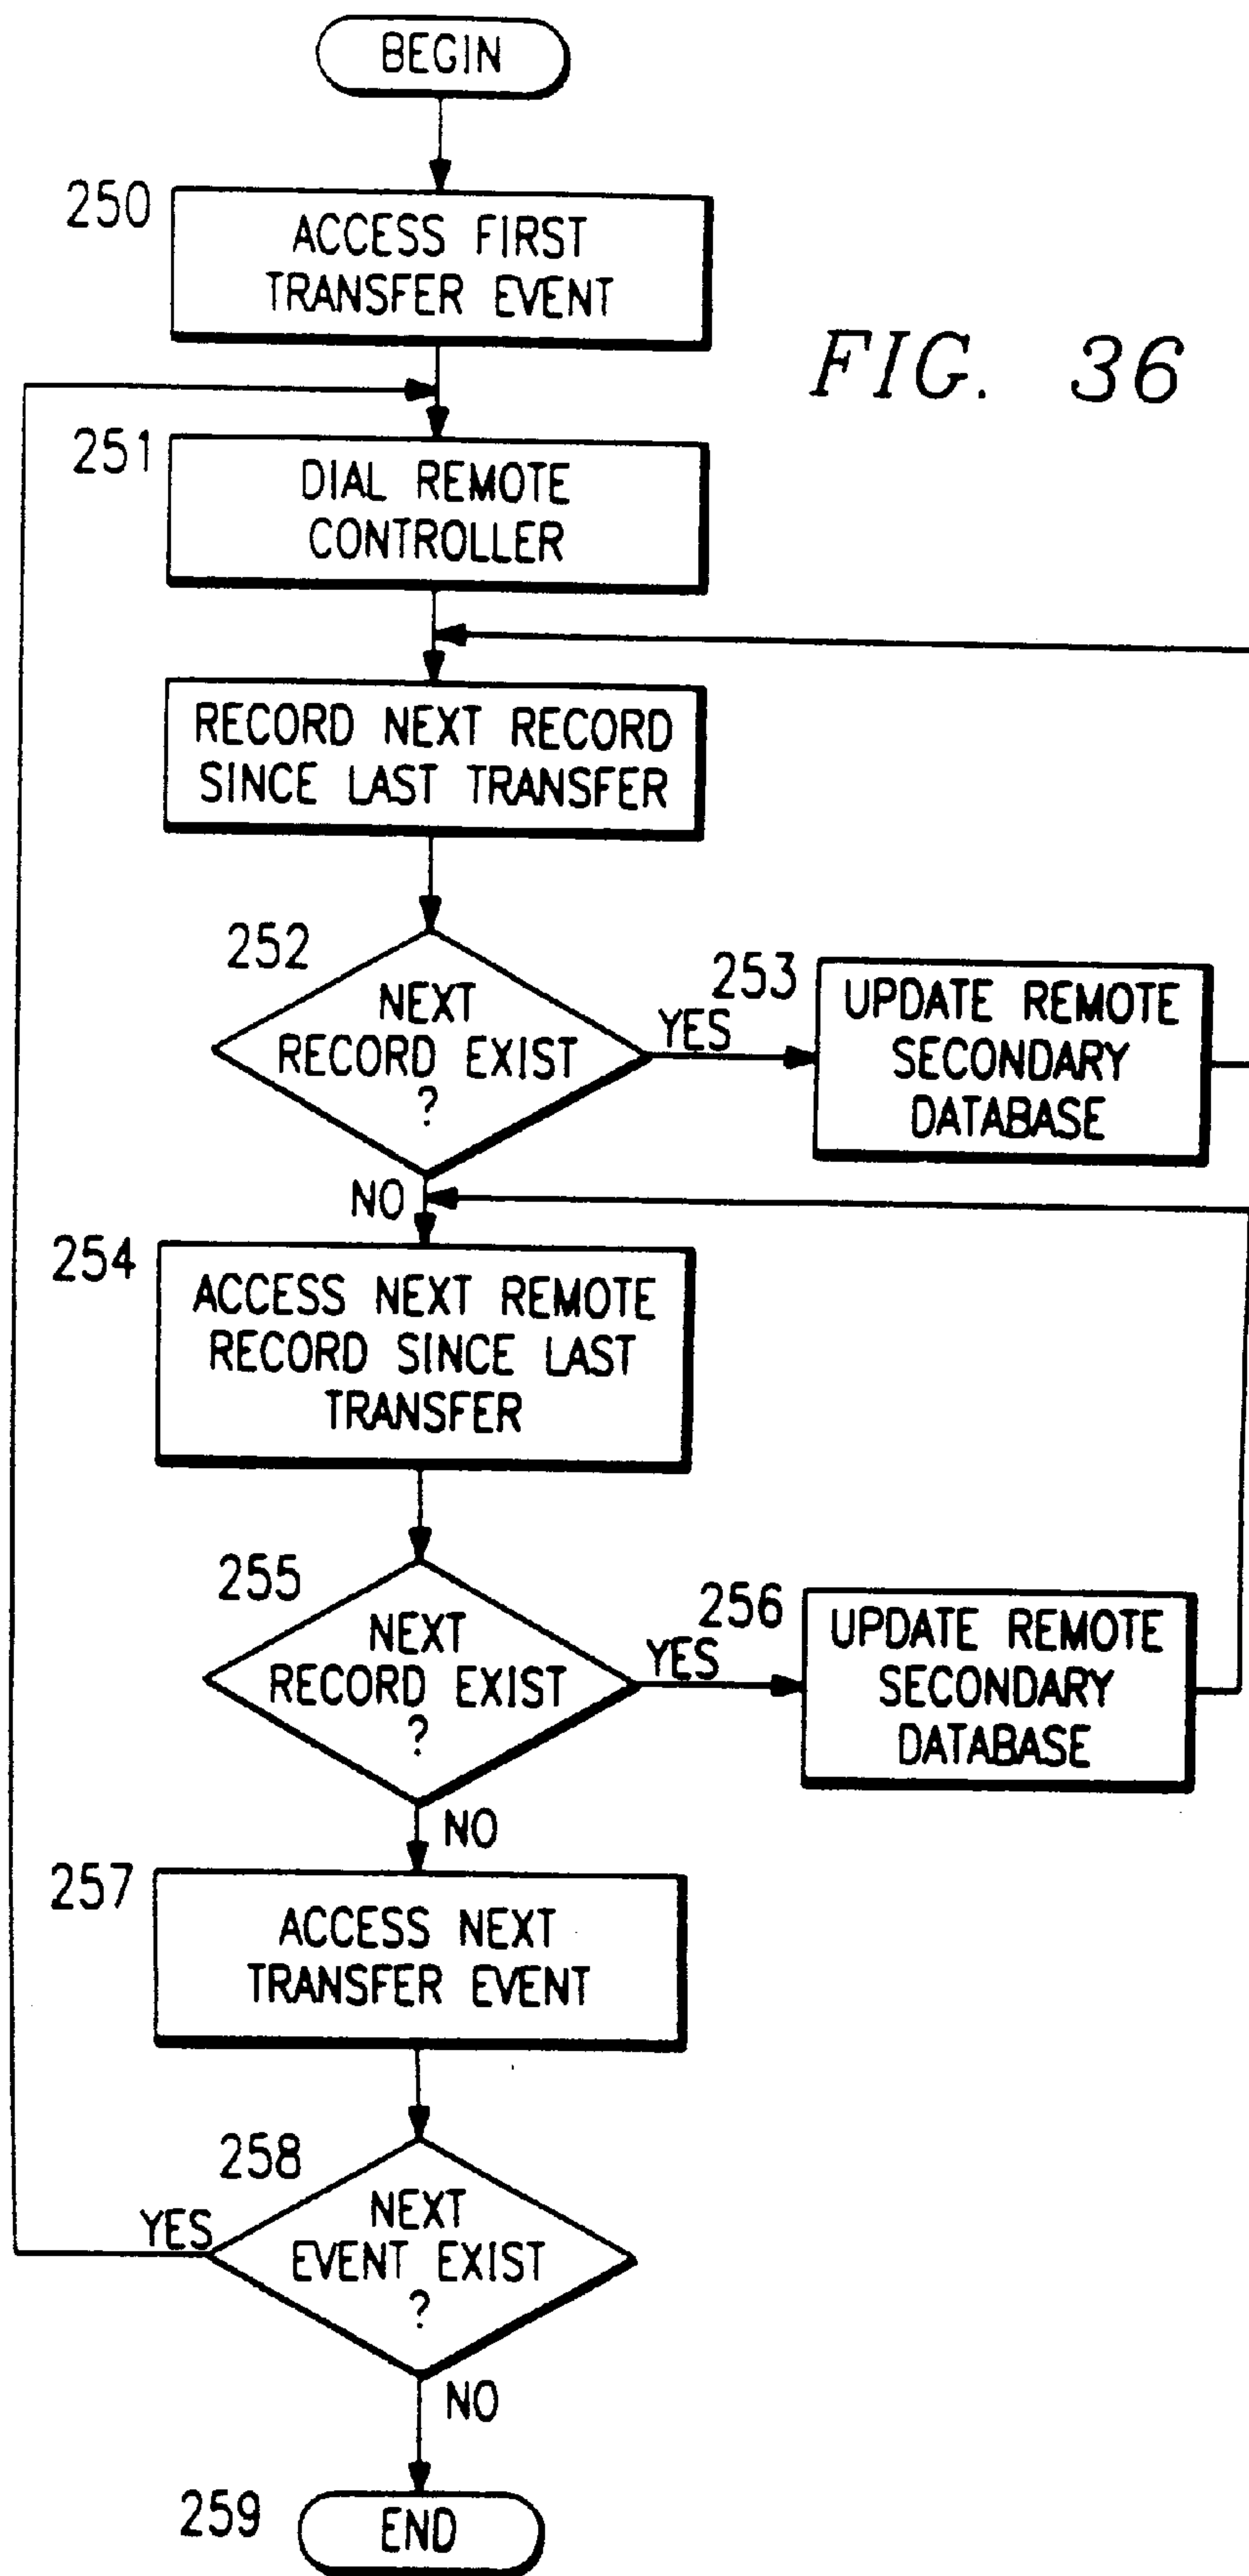 BEGIN
250
ACCESS FIRST
TRANSFER EVENT
FIG. 36
251
DIAL REMOTE
CONTROLLER
RECORD NEXT RECORD
SINCE LAST TRANSFER
252
NEXT
RECORD EXIST
?
YES
253
UPDATE REMOTE
SECONDARY
DATABASE
NO
254
ACCESS NEXT REMOTE
RECORD SINCE LAST
TRANSFER
255
NEXT
RECORD EXIST
?
YES
256
UPDATE REMOTE
SECONDARY
DATABASE
NO
257
ACCESS NEXT
TRANSFER EVENT
258
NEXT
EVENT EXIST
?
YES
NO
259
END